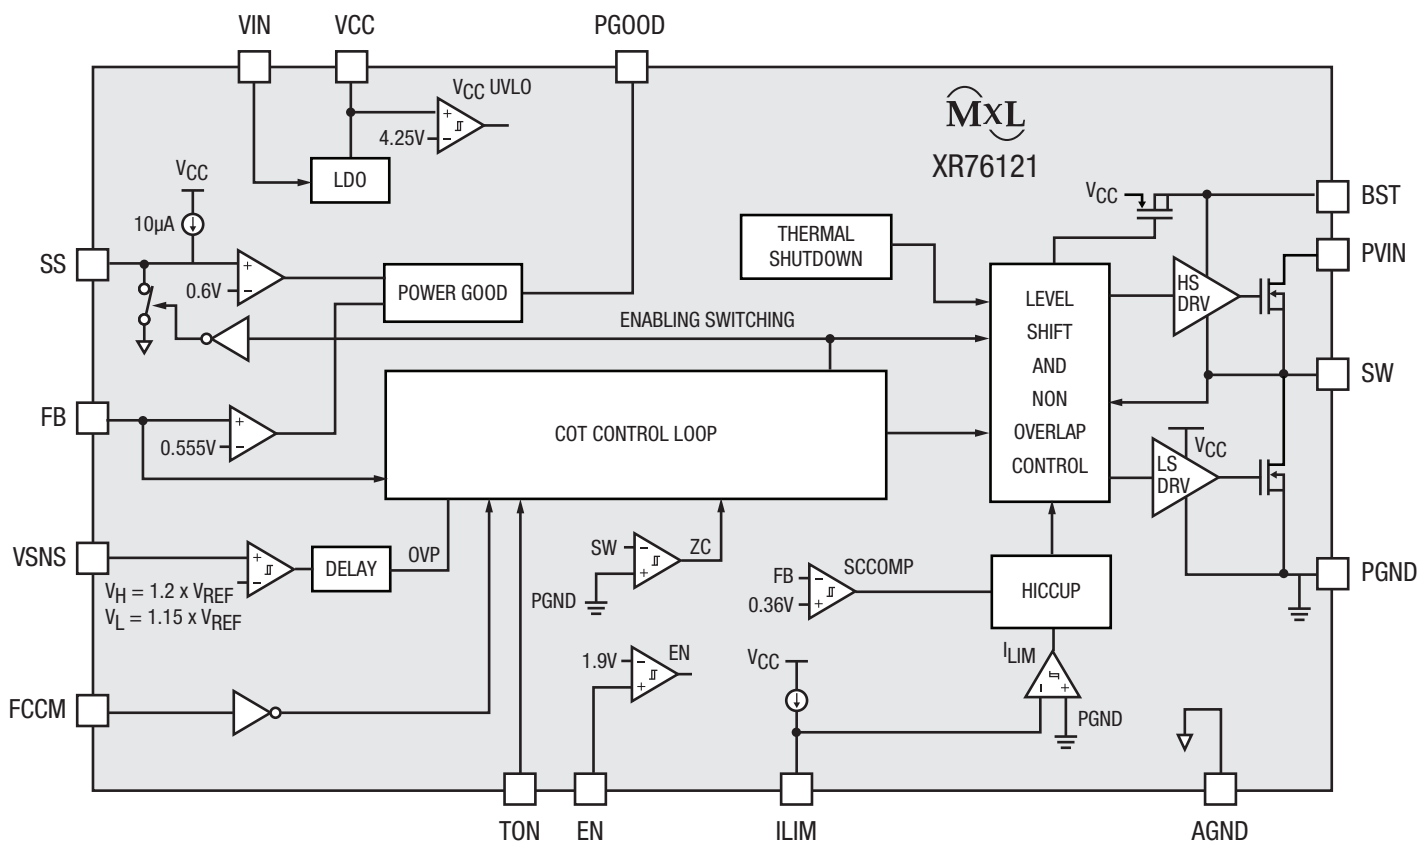 VIN
VCC
PGOOD
VCC UVLO
+
−
4.25V
LDO
MXL
XR76121
VCC
10µA
SS
+
−
0.6V
POWER GOOD
THERMAL
SHUTDOWN
VCC
BST
PVIN
HS
DRV
LEVEL
SHIFT
AND
NON
OVERLAP
CONTROL
ENABLING SWITCHING
SW
FB
+
−
0.555V
COT CONTROL LOOP
VCC
LS
DRV
VSNS
+
−
DELAY
OVP
VH = 1.2 x VREF
VL = 1.15 x VREF
SW
−
+
ZC
PGND
FB
−
+
0.36V
SCCOMP
HICCUP
PGND
1.9V
−
+
EN
VCC
ILIM
−
+
PGND
FCCM
TON
EN
ILIM
AGND